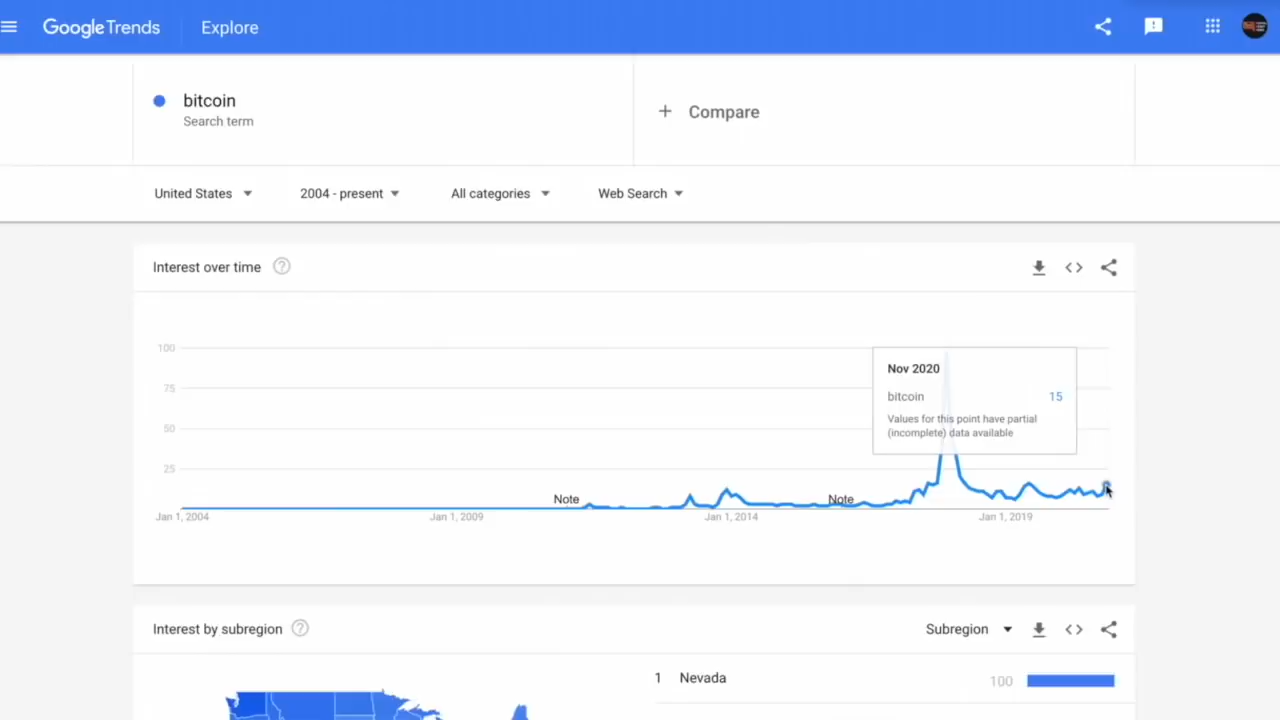 GoogleTrends Explore
bitcoin
Search term
+ Compare
United States 2004 - present All categories Web Search
Interest over time ?
100
75
50
25
Nov 2020
bitcoin 15
Values for this point have partial
(incomplete) data available
Note Note
Jan 1, 2004 Jan 1, 2009 Jan 1, 2014 Jan 1, 2019
Interest by subregion ? Subregion
1 Nevada 100